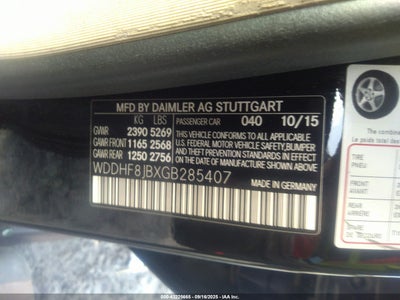 MFD BY DAIMLER AG STUTTGART
KG LBS
GVWR 2390 5269
GAWR FRONT 1165 2568
GAWR REAR 1250 2756
PASSENGER CAR 040 10/15
THIS VEHICLE CONFORMS TO ALL APPLICABLE
U.S. FEDERAL MOTOR VEHICLE SAFETY, BUMPER
AND THEFT PREVENTION STANDARDS IN EFFECT
ON THE DATE OF MANUFACTURE SHOWN ABOVE.
WDDHF8JBXGB285407
MADE IN GERMANY
TIRE
PNEU